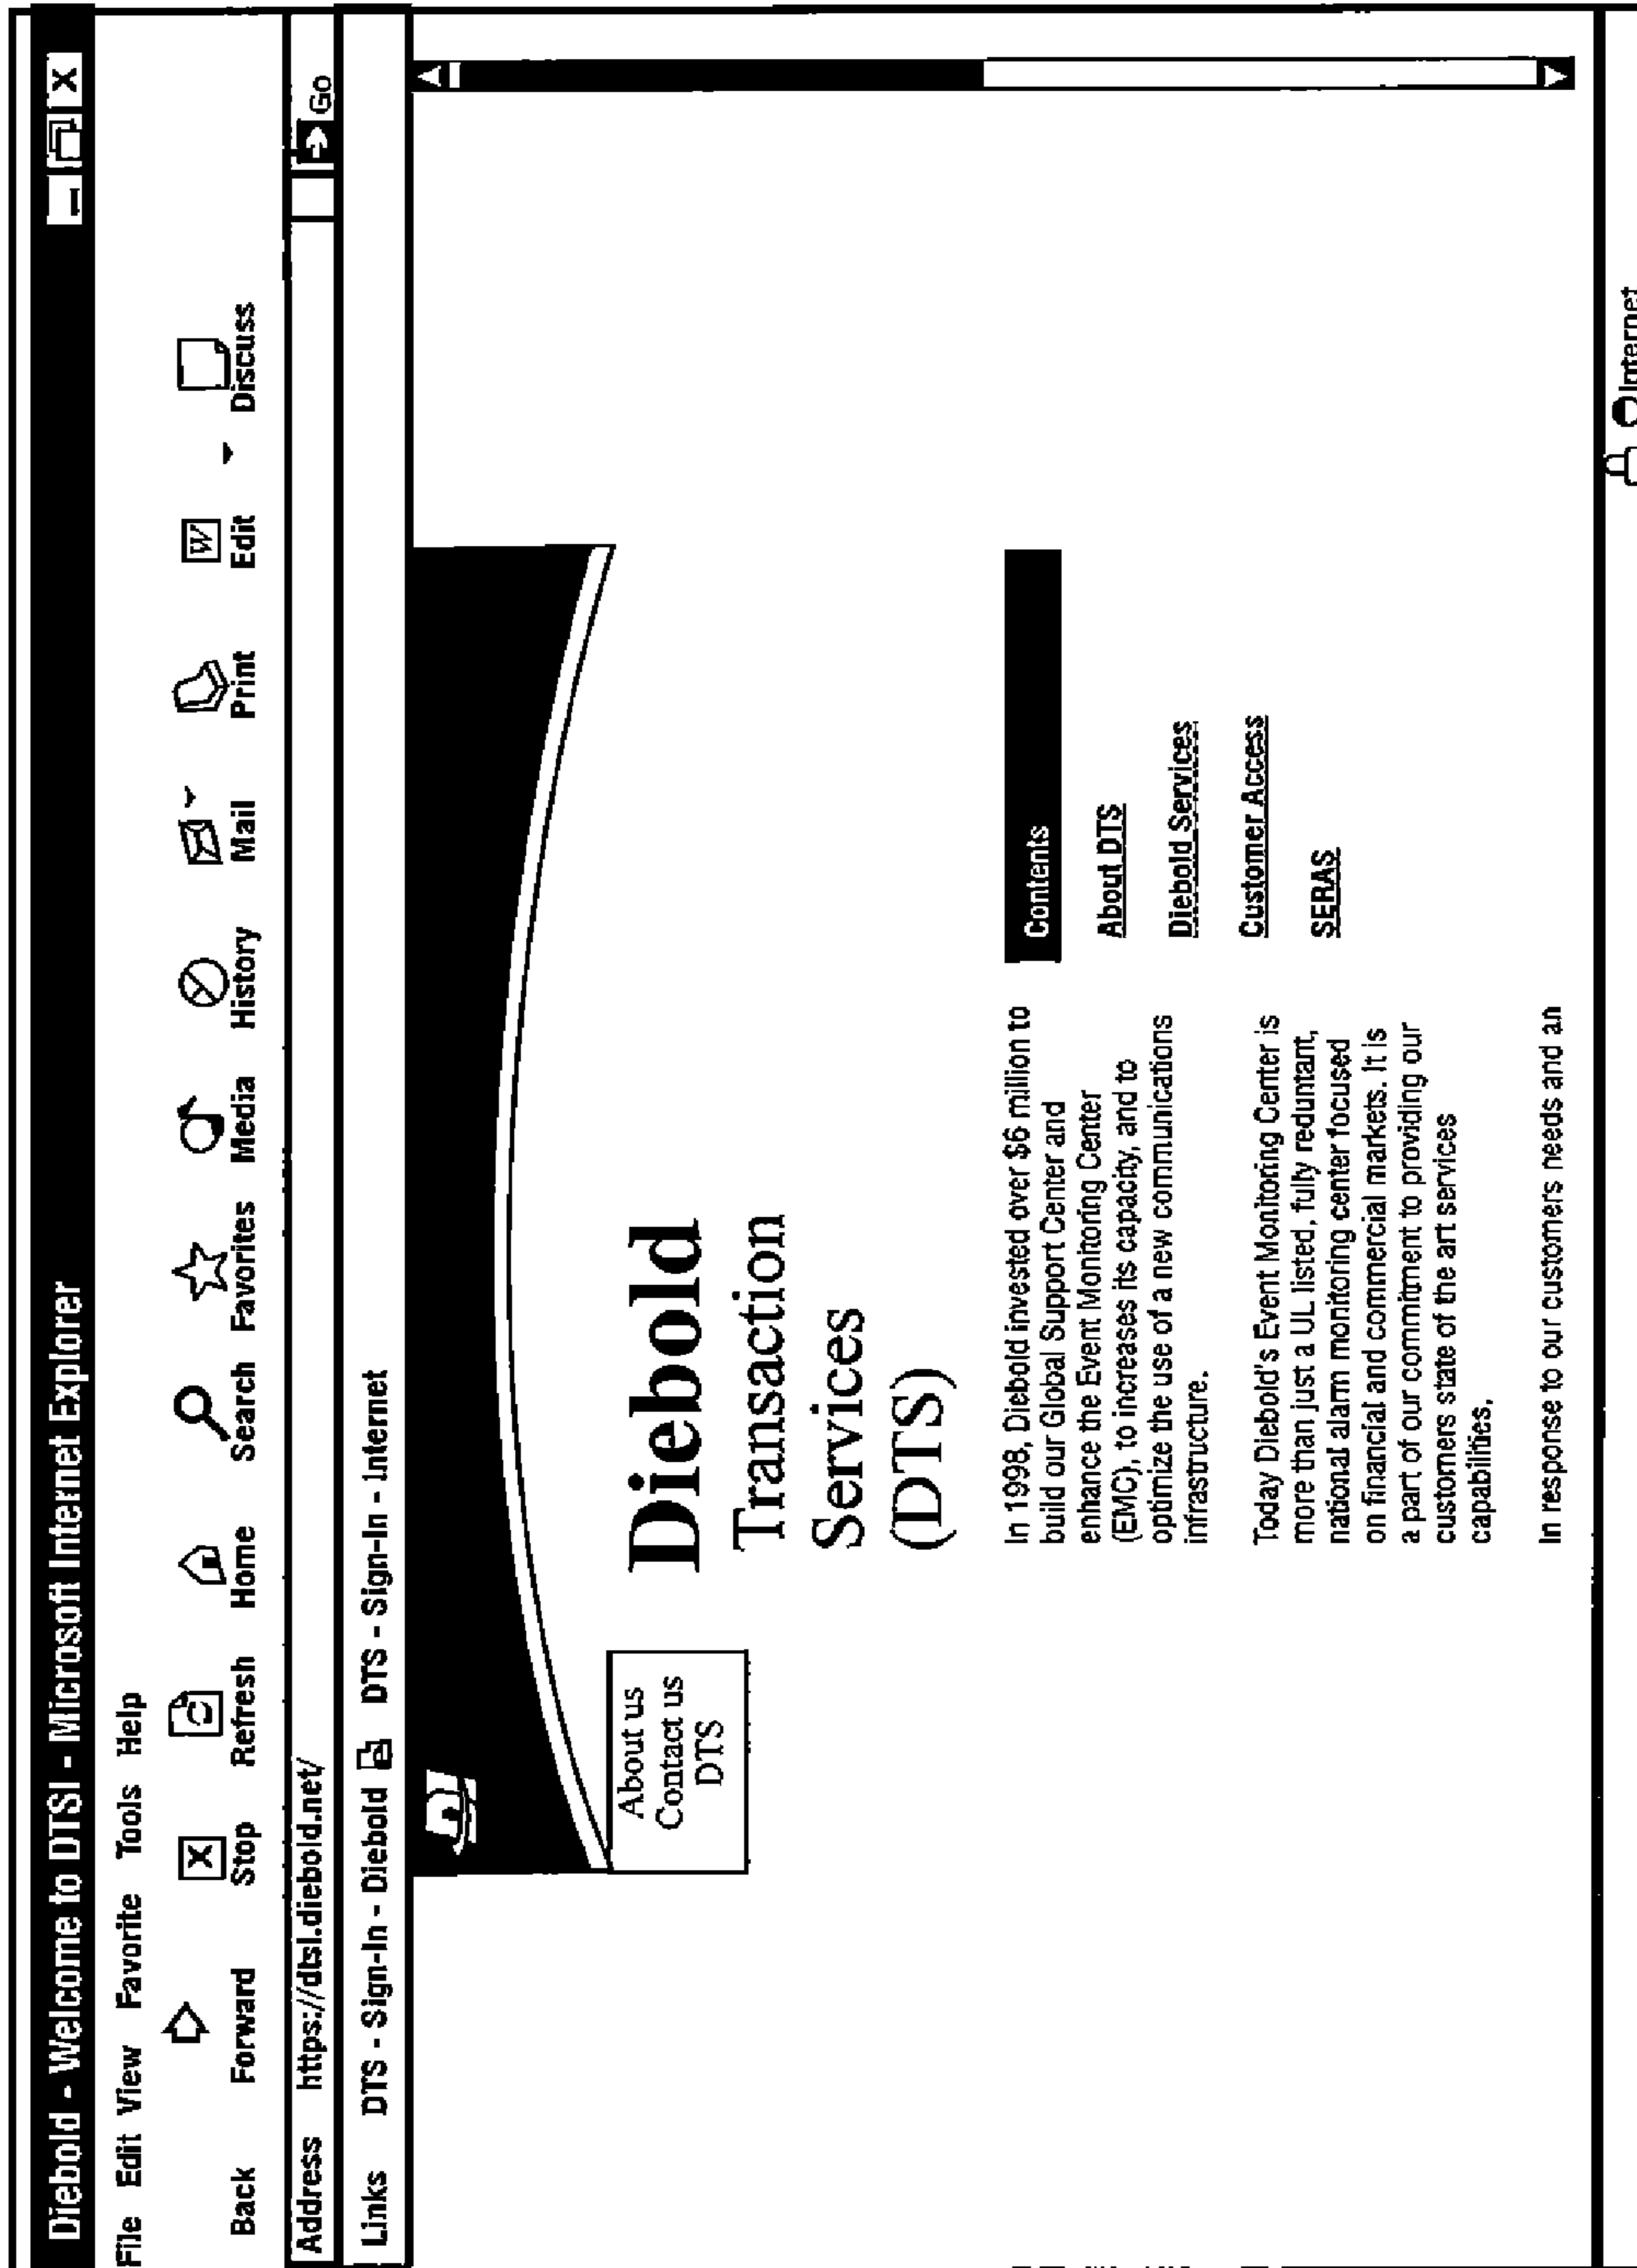 Diebold - Welcome to DTSI - Microsoft Internet Explorer
File Edit View Favorite Tools Help
Back Forward Stop Refresh Home Search Favorites Media History Mail Print Edit Discuss
Address https://dtsl.diebold.net/ Go
Links DTS - Sign-In - Diebold DTS - Sign-In - Internet
About us
Contact us
DTS
Diebold
Transaction
Services
(DTS)
In 1998, Diebold invested over $6 million to
build our Global Support Center and
enhance the Event Monitoring Center
(EMC), to increases its capacity, and to
optimize the use of a new communications
infrastructure.
Today Diebold's Event Monitoring Center is
more than just a UL listed, fully reduntant,
national alarm monitoring center focused
on financial and commercial markets. It is
a part of our commitment to providing our
customers state of the art services
capabilities,
In response to our customers needs and an
Contents
About DTS
Diebold Services
Customer Access
SERAS
Internet